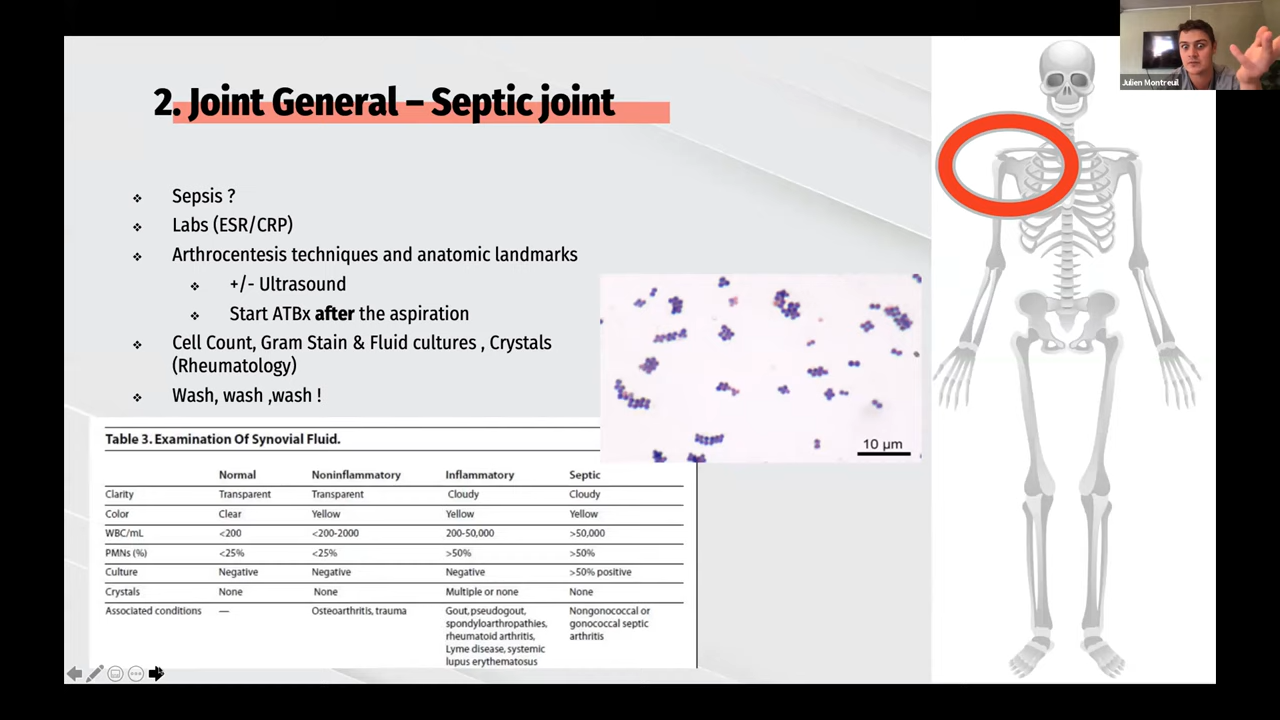 2. Joint General – Septic joint
Julien Montreuil
❖ Sepsis ?
❖ Labs (ESR/CRP)
❖ Arthrocentesis techniques and anatomic landmarks
❖ +/- Ultrasound
❖ Start ATBx after the aspiration
❖ Cell Count, Gram Stain & Fluid cultures , Crystals
(Rheumatology)
❖ Wash, wash ,wash !
10 µm
Table 3. Examination Of Synovial Fluid.
Normal Noninflammatory Inflammatory Septic
Clarity Transparent Transparent Cloudy Cloudy
Color Clear Yellow Yellow Yellow
WBC/mL <200 <200-2000 200-50,000 >50,000
PMNs (%) <25% <25% >50% >50%
Culture Negative Negative Negative >50% positive
Crystals None None Multiple or none None
Associated conditions — Osteoarthritis, trauma Gout, pseudogout, Nongonococcal or
spondyloarthropathies, gonococcal septic
rheumatoid arthritis, arthritis
Lyme disease, systemic
lupus erythematosus